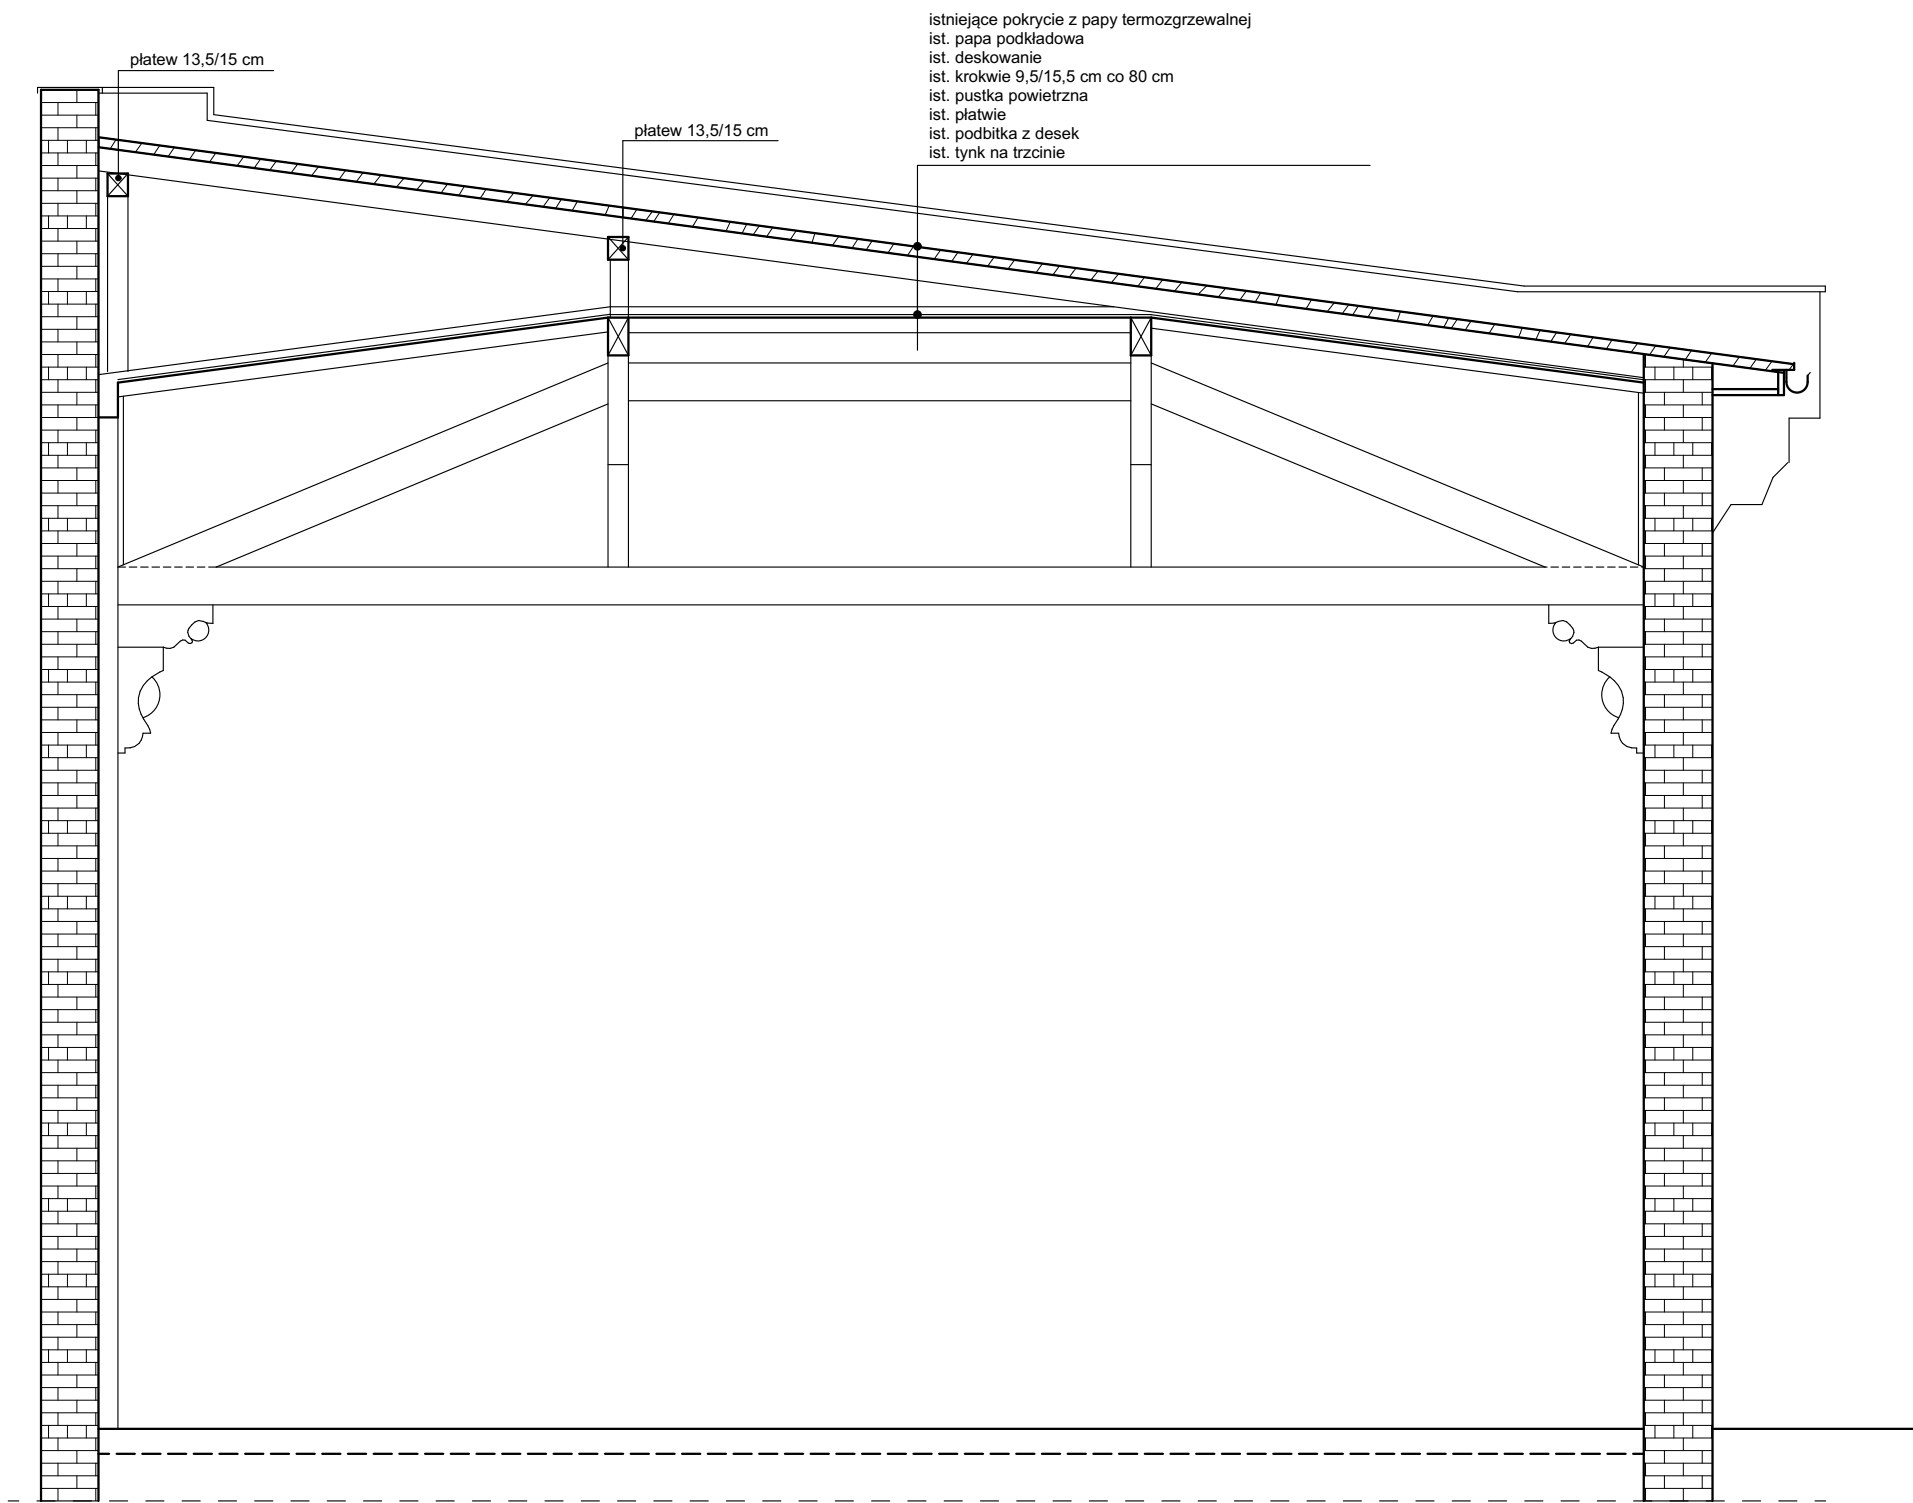 istniejące pokrycie z papy termozgrzewalnej
ist. papa podkładowa
ist. deskowanie
ist. krokwie 9,5/15,5 cm co 80 cm
ist. pustka powietrzna
ist. płatwie
ist. podbitka z desek
ist. tynk na trzcinie
płatew 13,5/15 cm
płatew 13,5/15 cm